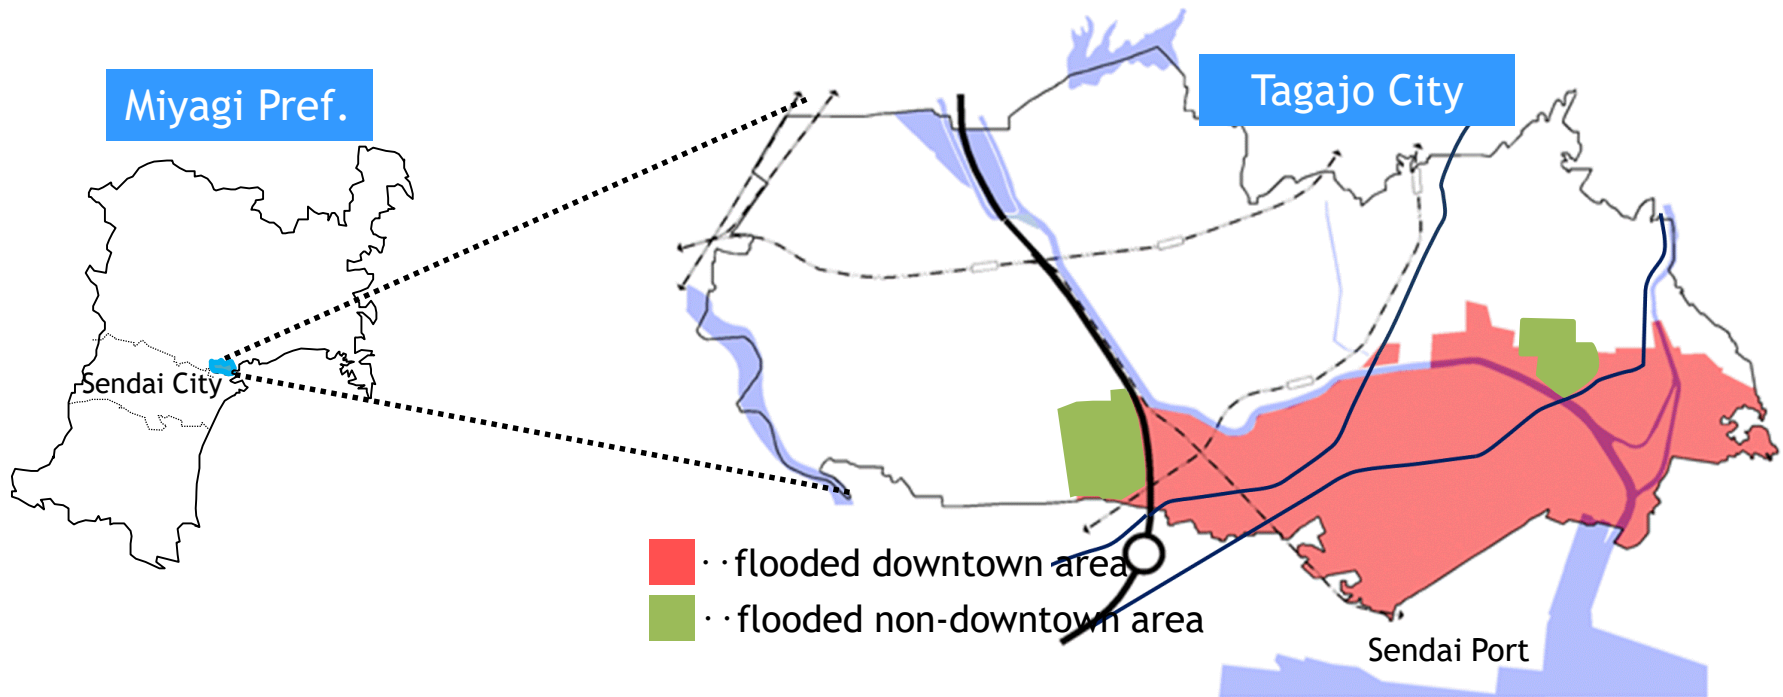 Miyagi Pref.
Tagajo City
Sendai City
··flooded downtown area
··flooded non-downtown area
Sendai Port